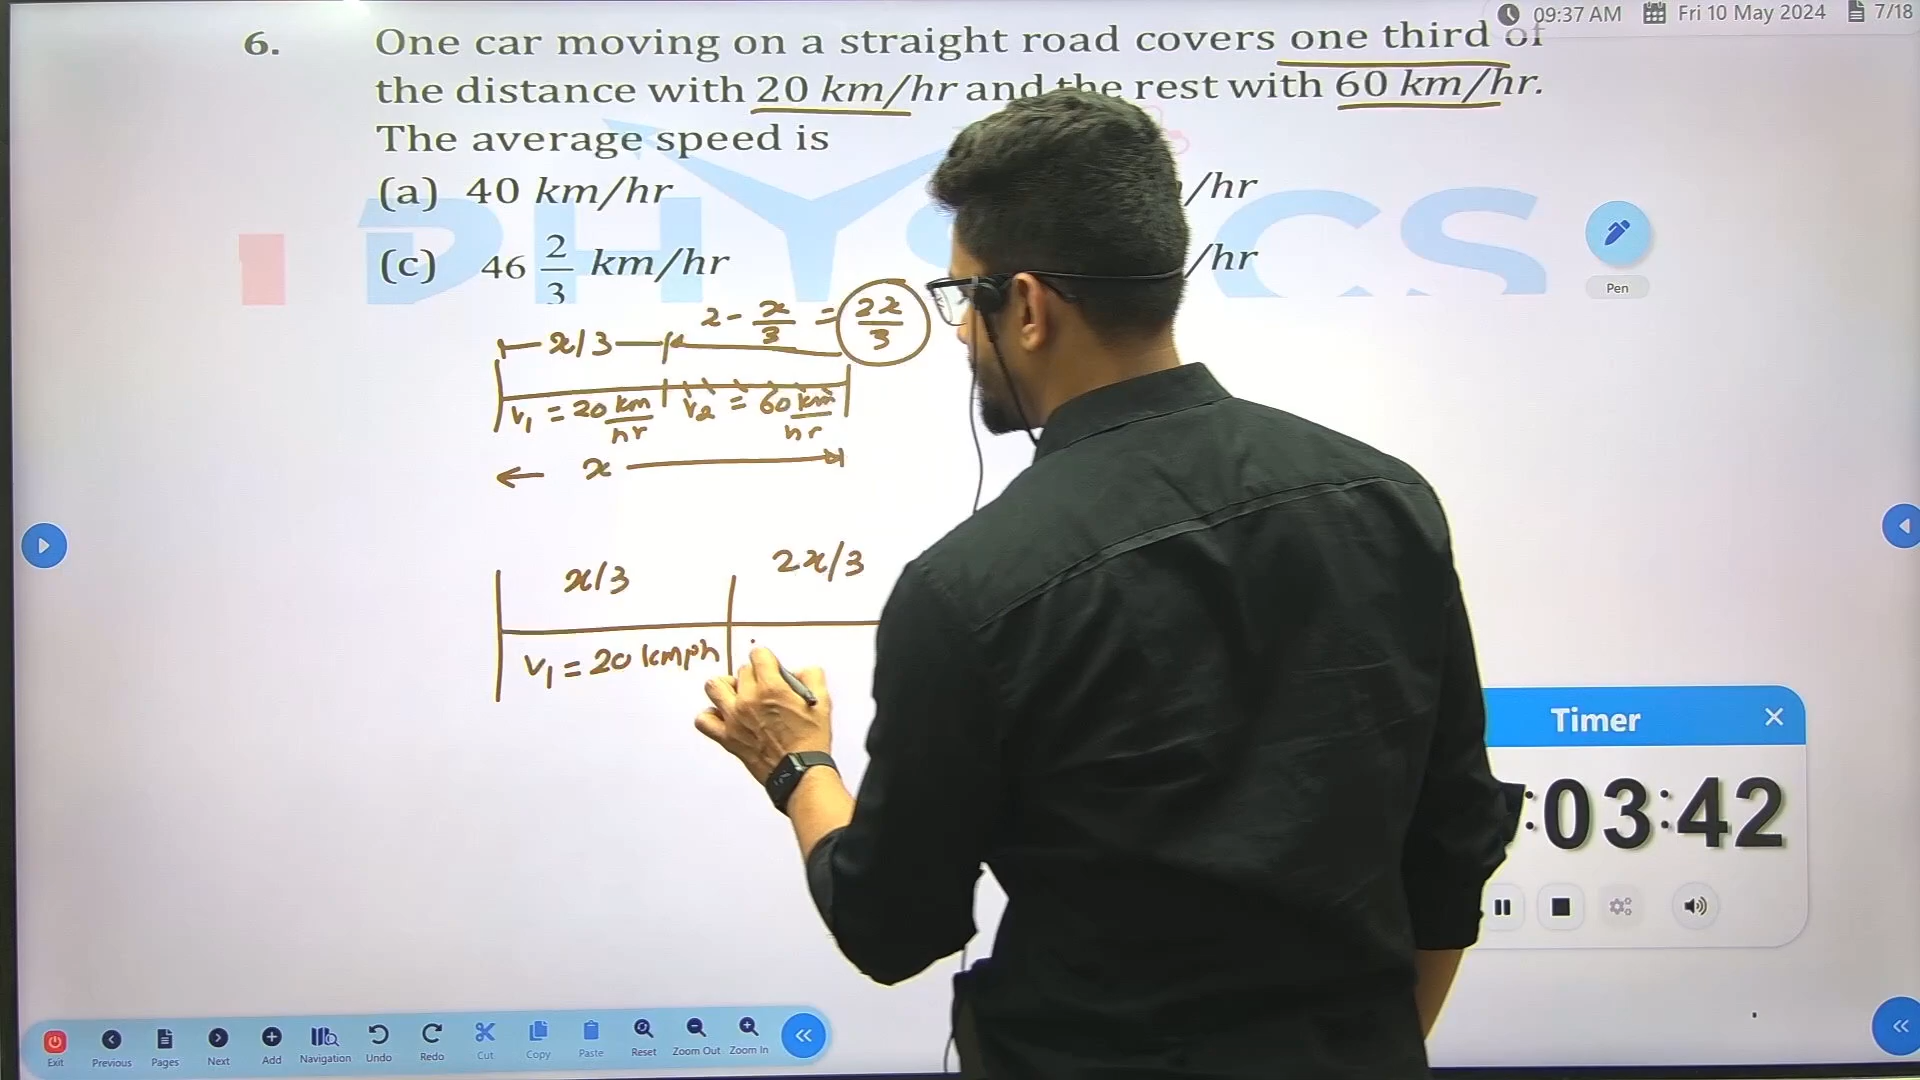 09:37 AM Fri 10 May 2024 7/18
6. One car moving on a straight road covers one third of
the distance with 20 km/hr and the rest with 60 km/hr.
The average speed is
(a) 40 km/hr
/hr
(c) 46 2/3 km/hr
/hr
PHYSICS
Pen
x/3
2 - x/3 = 2x/3
v1 = 20 km/hr v2 = 60 km/hr
x
x/3 2x/3
v1 = 20 kmph
Timer
:03:42
Exit Previous Pages Next Add Navigation Undo Redo Cut Copy Paste Reset Zoom Out Zoom In